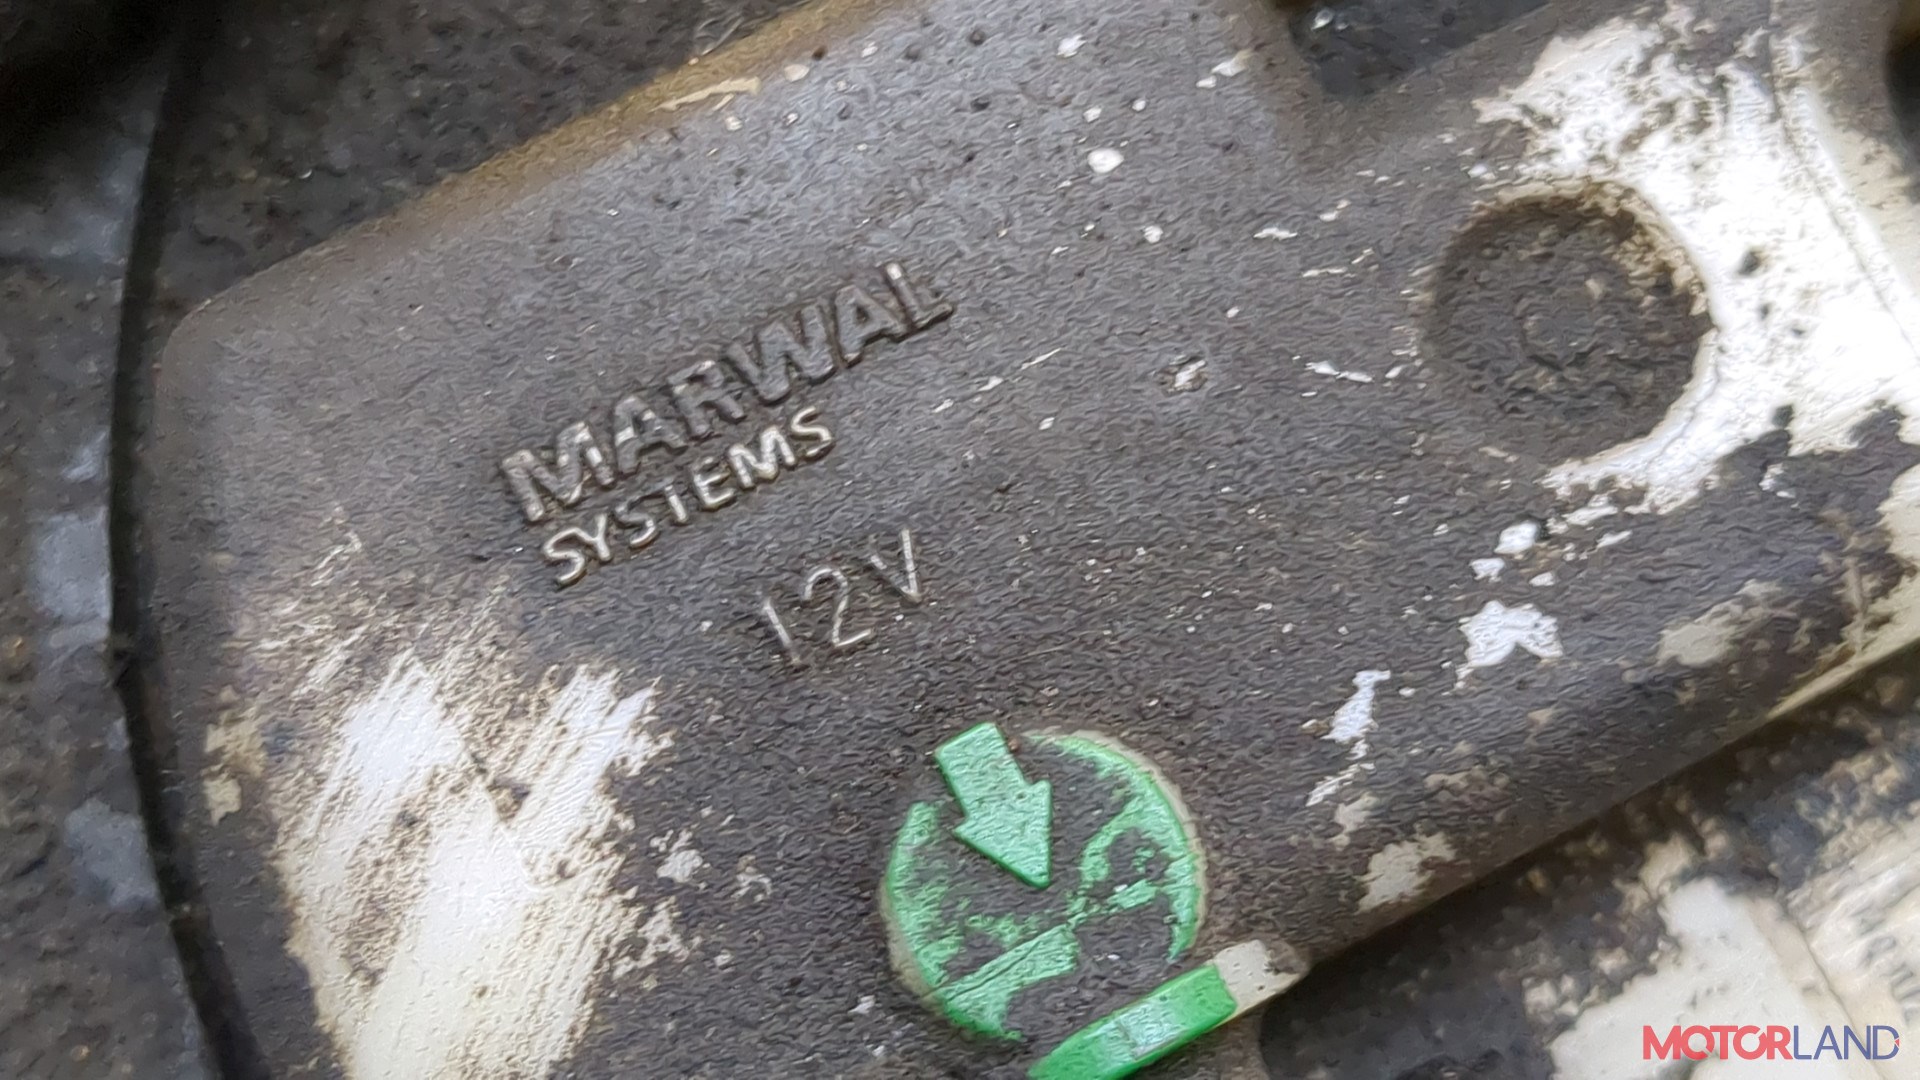 MARWAL
SYSTEMS
12V
MOTORLAND